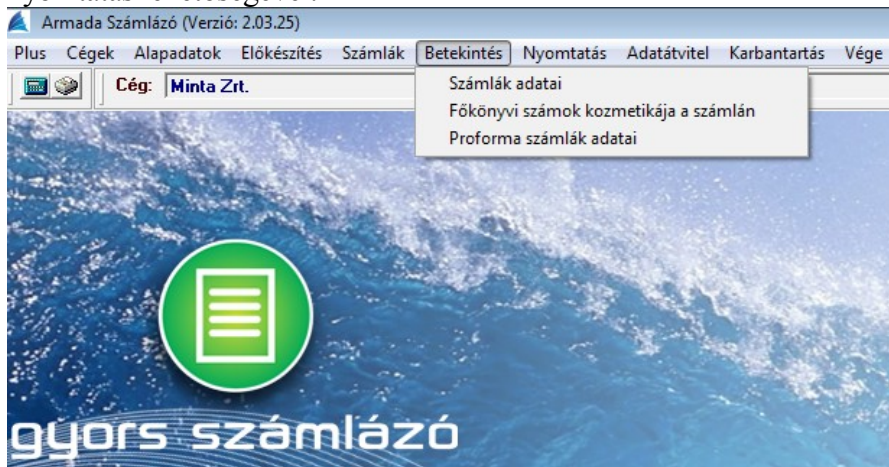 Armada Számlázó (Verzió: 2.03.25)
Plus Cégek Alapadatok Előkészítés Számlák Betekintés Nyomtatás Adatátvitel Karbantartás Vége
Cég: Minta Zrt.
Számlák adatai
Főkönyvi számok kozmetikája a számlán
Proforma számlák adatai
gyors számlázó